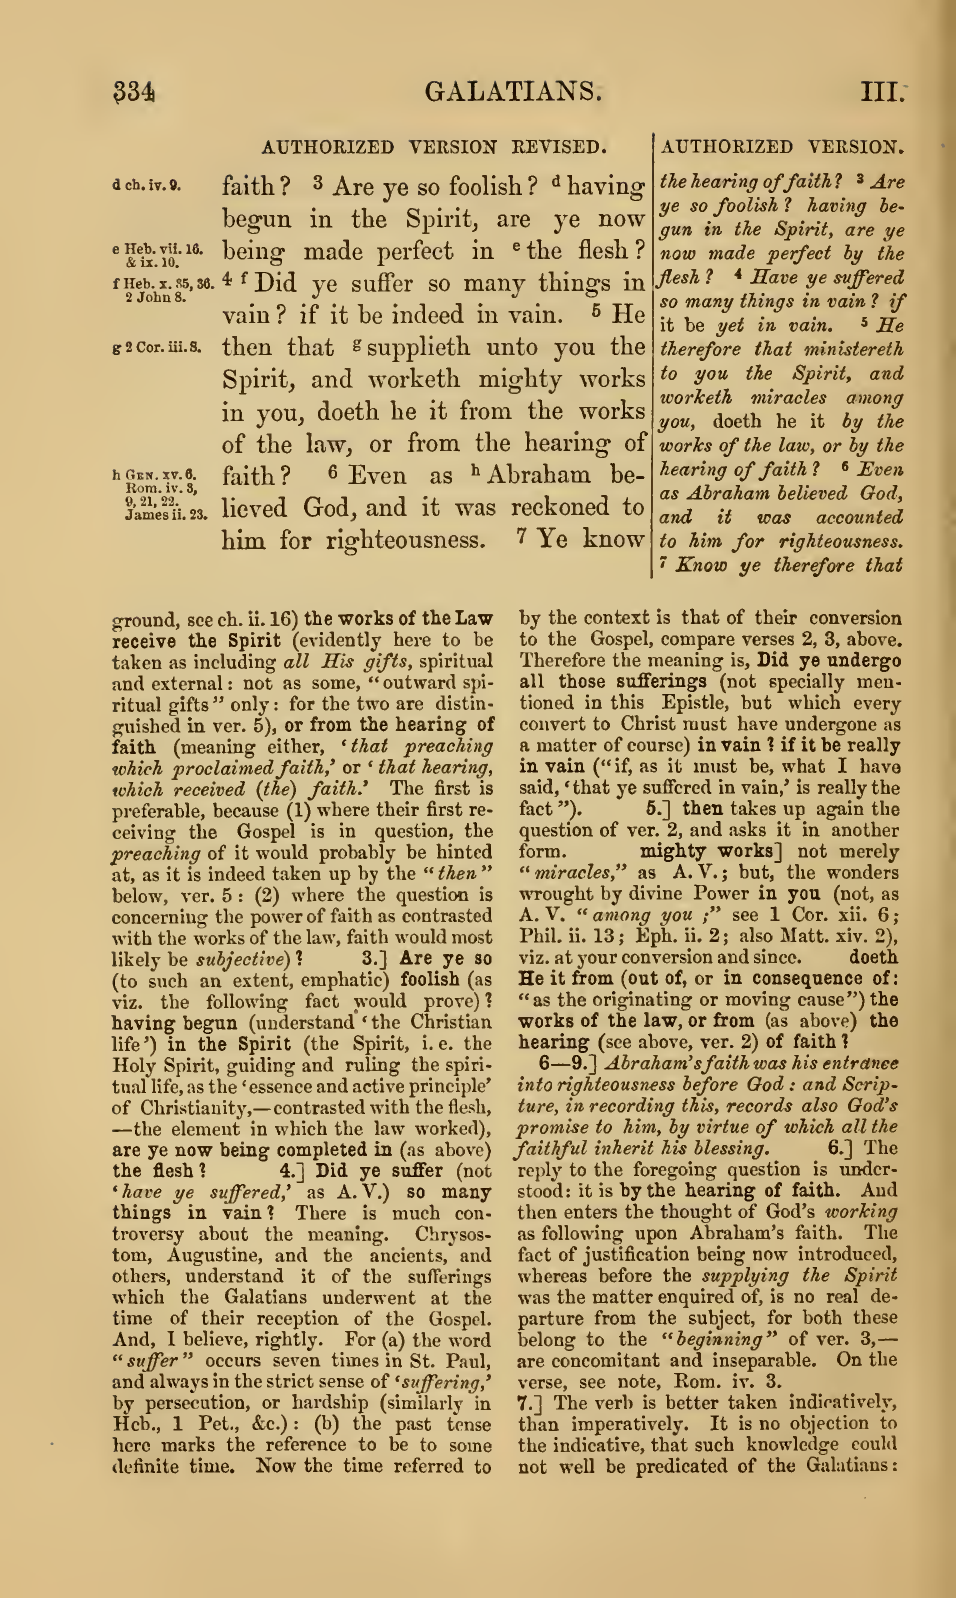 334
GALATIANS.
III.
AUTHORIZED VERSION REVISED.
d ch. iv. 9.
faith ? 3 Are ye so foolish ? d having
begun in the Spirit, are ye now
e Heb. vii. 16.
& ix. 10.
being made perfect in e the flesh ?
f Heb. x. 35, 36.
2 John 8.
4 f Did ye suffer so many things in
vain ? if it be indeed in vain. 5 He
g 2 Cor. iii. 8.
then that g supplieth unto you the
Spirit, and worketh mighty works
in you, doeth he it from the works
of the law, or from the hearing of
h GEN. xv. 6.
Rom. iv. 3,
9, 21, 22.
James ii. 23.
faith ? 6 Even as h Abraham be-
lieved God, and it was reckoned to
him for righteousness. 7 Ye know
AUTHORIZED VERSION.
the hearing of faith ? 3 Are
ye so foolish ? having be-
gun in the Spirit, are ye
now made perfect by the
flesh ? 4 Have ye suffered
so many things in vain ? if
it be yet in vain. 5 He
therefore that ministereth
to you the Spirit, and
worketh miracles among
you, doeth he it by the
works of the law, or by the
hearing of faith ? 6 Even
as Abraham believed God,
and it was accounted
to him for righteousness.
7 Know ye therefore that
ground, see ch. ii. 16) the works of the Law
receive the Spirit (evidently here to be
taken as including all His gifts, spiritual
and external: not as some, “outward spi-
ritual gifts” only: for the two are distin-
guished in ver. 5), or from the hearing of
faith (meaning either, ‘that preaching
which proclaimed faith,’ or ‘that hearing,
which received (the) faith.’ The first is
preferable, because (1) where their first re-
ceiving the Gospel is in question, the
preaching of it would probably be hinted
at, as it is indeed taken up by the “then”
below, ver. 5: (2) where the question is
concerning the power of faith as contrasted
with the works of the law, faith would most
likely be subjective) ? 3.] Are ye so
(to such an extent, emphatic) foolish (as
viz. the following fact would prove) ?
having begun (understand ‘the Christian
life’) in the Spirit (the Spirit, i. e. the
Holy Spirit, guiding and ruling the spiri-
tual life, as the ‘essence and active principle’
of Christianity,—contrasted with the flesh,
—the element in which the law worked),
are ye now being completed in (as above)
the flesh ? 4.] Did ye suffer (not
‘have ye suffered,’ as A.V.) so many
things in vain ? There is much con-
troversy about the meaning. Chrysos-
tom, Augustine, and the ancients, and
others, understand it of the sufferings
which the Galatians underwent at the
time of their reception of the Gospel.
And, I believe, rightly. For (a) the word
“suffer” occurs seven times in St. Paul,
and always in the strict sense of ‘suffering,’
by persecution, or hardship (similarly in
Heb., 1 Pet., &c.): (b) the past tense
here marks the reference to be to some
definite time. Now the time referred to
by the context is that of their conversion
to the Gospel, compare verses 2, 3, above.
Therefore the meaning is, Did ye undergo
all those sufferings (not specially men-
tioned in this Epistle, but which every
convert to Christ must have undergone as
a matter of course) in vain ? if it be really
in vain (“if, as it must be, what I have
said, ‘that ye suffered in vain,’ is really the
fact”). 5.] then takes up again the
question of ver. 2, and asks it in another
form. mighty works] not merely
“miracles,” as A.V.; but, the wonders
wrought by divine Power in you (not, as
A. V. “among you ;” see 1 Cor. xii. 6;
Phil. ii. 13; Eph. ii. 2; also Matt. xiv. 2),
viz. at your conversion and since. doeth
He it from (out of, or in consequence of:
“as the originating or moving cause”) the
works of the law, or from (as above) the
hearing (see above, ver. 2) of faith ?
6—9.] Abraham's faith was his entrance
into righteousness before God: and Scrip-
ture, in recording this, records also God's
promise to him, by virtue of which all the
faithful inherit his blessing. 6.] The
reply to the foregoing question is under-
stood: it is by the hearing of faith. And
then enters the thought of God's working
as following upon Abraham's faith. The
fact of justification being now introduced,
whereas before the supplying the Spirit
was the matter enquired of, is no real de-
parture from the subject, for both these
belong to the “beginning” of ver. 3,—
are concomitant and inseparable. On the
verse, see note, Rom. iv. 3.
7.] The verb is better taken indicatively,
than imperatively. It is no objection to
the indicative, that such knowledge could
not well be predicated of the Galatians: